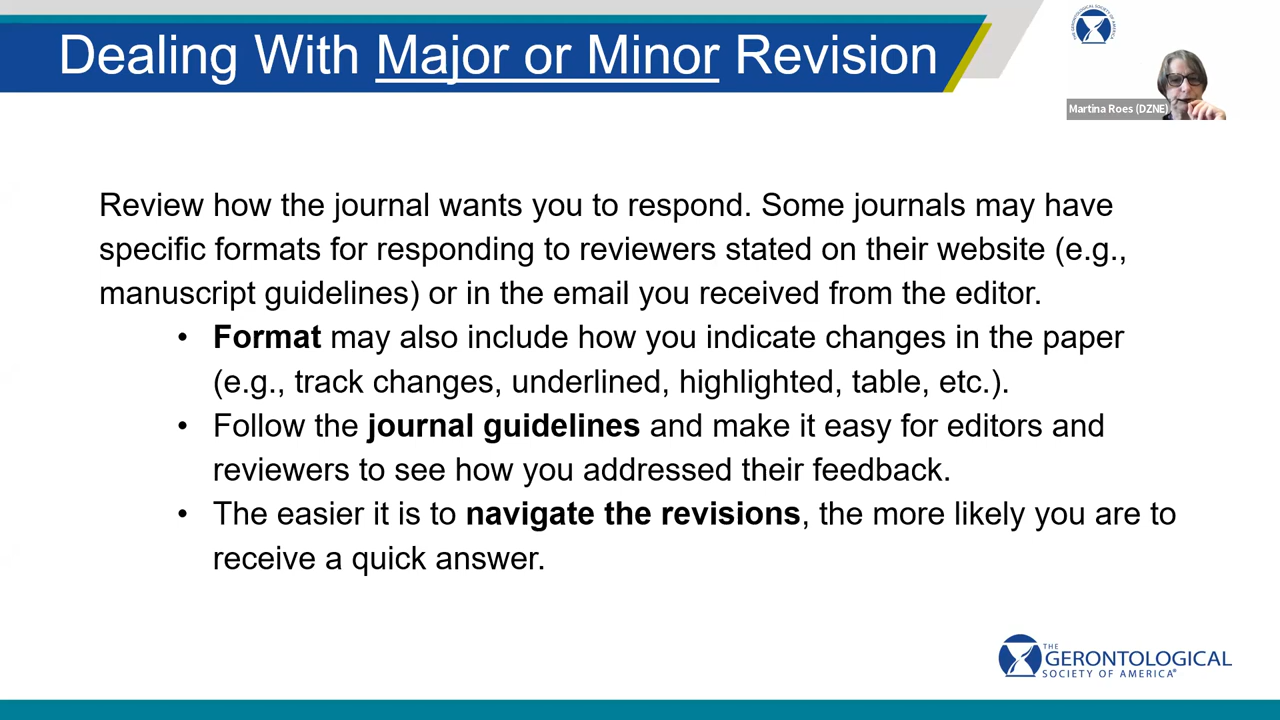 Dealing With Major or Minor Revision
THE GERONTOLOGICAL SOCIETY OF AMERICA
Martina Roes (DZNE)
Review how the journal wants you to respond. Some journals may have
specific formats for responding to reviewers stated on their website (e.g.,
manuscript guidelines) or in the email you received from the editor.
• Format may also include how you indicate changes in the paper
(e.g., track changes, underlined, highlighted, table, etc.).
• Follow the journal guidelines and make it easy for editors and
reviewers to see how you addressed their feedback.
• The easier it is to navigate the revisions, the more likely you are to
receive a quick answer.
THE
GERONTOLOGICAL
SOCIETY OF AMERICA®